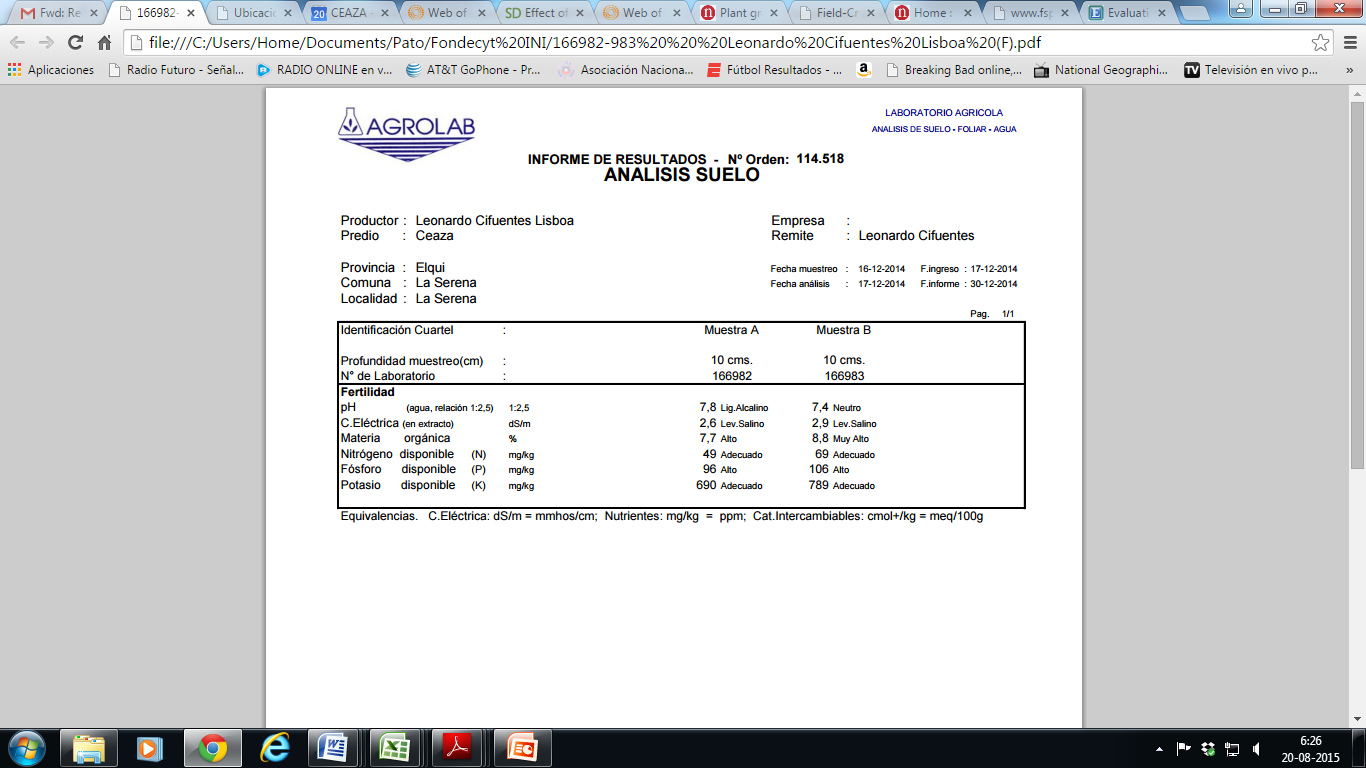 Fwd: Re
166982-
Ubicaci
20 CEAZA -
Web of
SD Effect of
Web of
n Plant gr
Field-Cr
n Home :
www.fsp
E Evaluati
file:///C:/Users/Home/Documents/Pato/Fondecyt%20INI/166982-983%20%20%20Leonardo%20Cifuentes%20Lisboa%20(F).pdf
Aplicaciones
Radio Futuro - Señal...
RADIO ONLINE en v...
AT&T GoPhone - Pr...
Asociación Naciona...
Fútbol Resultados - ...
Breaking Bad online,...
National Geographi...
TV Televisión en vivo p...
»
AGROLAB
LABORATORIO AGRICOLA
ANALISIS DE SUELO • FOLIAR • AGUA
INFORME DE RESULTADOS - Nº Orden: 114.518
ANALISIS SUELO
Productor : Leonardo Cifuentes Lisboa Empresa :
Predio : Ceaza Remite : Leonardo Cifuentes
Provincia : Elqui Fecha muestreo : 16-12-2014 F.ingreso : 17-12-2014
Comuna : La Serena Fecha análisis : 17-12-2014 F.informe : 30-12-2014
Localidad : La Serena
Pag. 1/1
Identificación Cuartel : Muestra A Muestra B
Profundidad muestreo(cm) : 10 cms. 10 cms.
N° de Laboratorio : 166982 166983
Fertilidad
pH (agua, relación 1:2,5) 1:2,5 7,8 Lig.Alcalino 7,4 Neutro
C.Eléctrica (en extracto) dS/m 2,6 Lev.Salino 2,9 Lev.Salino
Materia orgánica % 7,7 Alto 8,8 Muy Alto
Nitrógeno disponible (N) mg/kg 49 Adecuado 69 Adecuado
Fósforo disponible (P) mg/kg 96 Alto 106 Alto
Potasio disponible (K) mg/kg 690 Adecuado 789 Adecuado
Equivalencias. C.Eléctrica: dS/m = mmhos/cm; Nutrientes: mg/kg = ppm; Cat.Intercambiables: cmol+/kg = meq/100g
6:26
20-08-2015